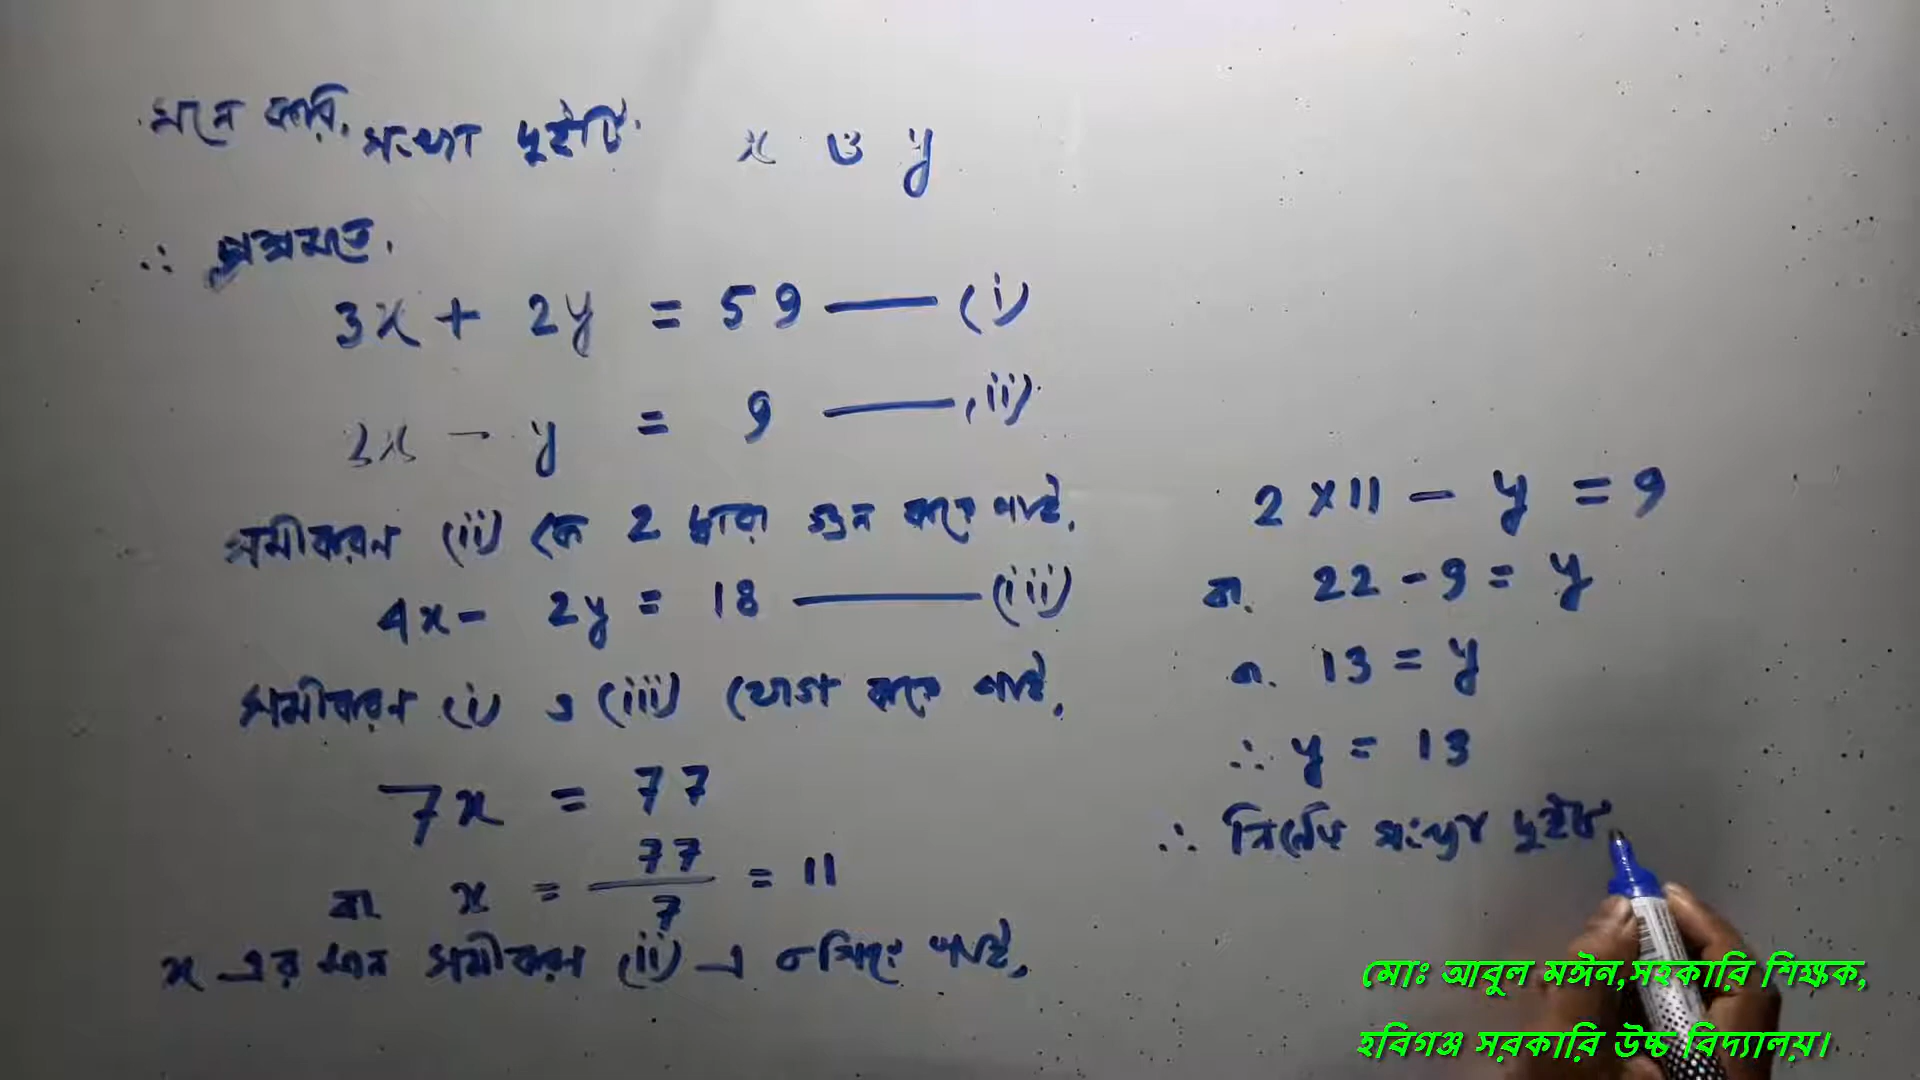 মনে করি, সংখ্যা দুইটি x ও y
∴ প্রশ্নমতে,
3x + 2y = 59 —— (i)
2x - y = 9 —— (ii)
সমীকরণ (ii) কে 2 দ্বারা গুন করে পাই,
4x - 2y = 18 —— (iii)
সমীকরণ (i) ও (iii) যোগ করে পাই,
7x = 77
বা x = 77/7 = 11
x এর মান সমীকরণ (ii) এ বসিয়ে পাই,
2 × 11 - y = 9
বা, 22 - 9 = y
বা, 13 = y
∴ y = 13
∴ নির্ণেয় সংখ্যা দুইটি
মোঃ আবুল মঈন,সহকারি শিক্ষক,
হবিগঞ্জ সরকারি উচ্চ বিদ্যালয়।